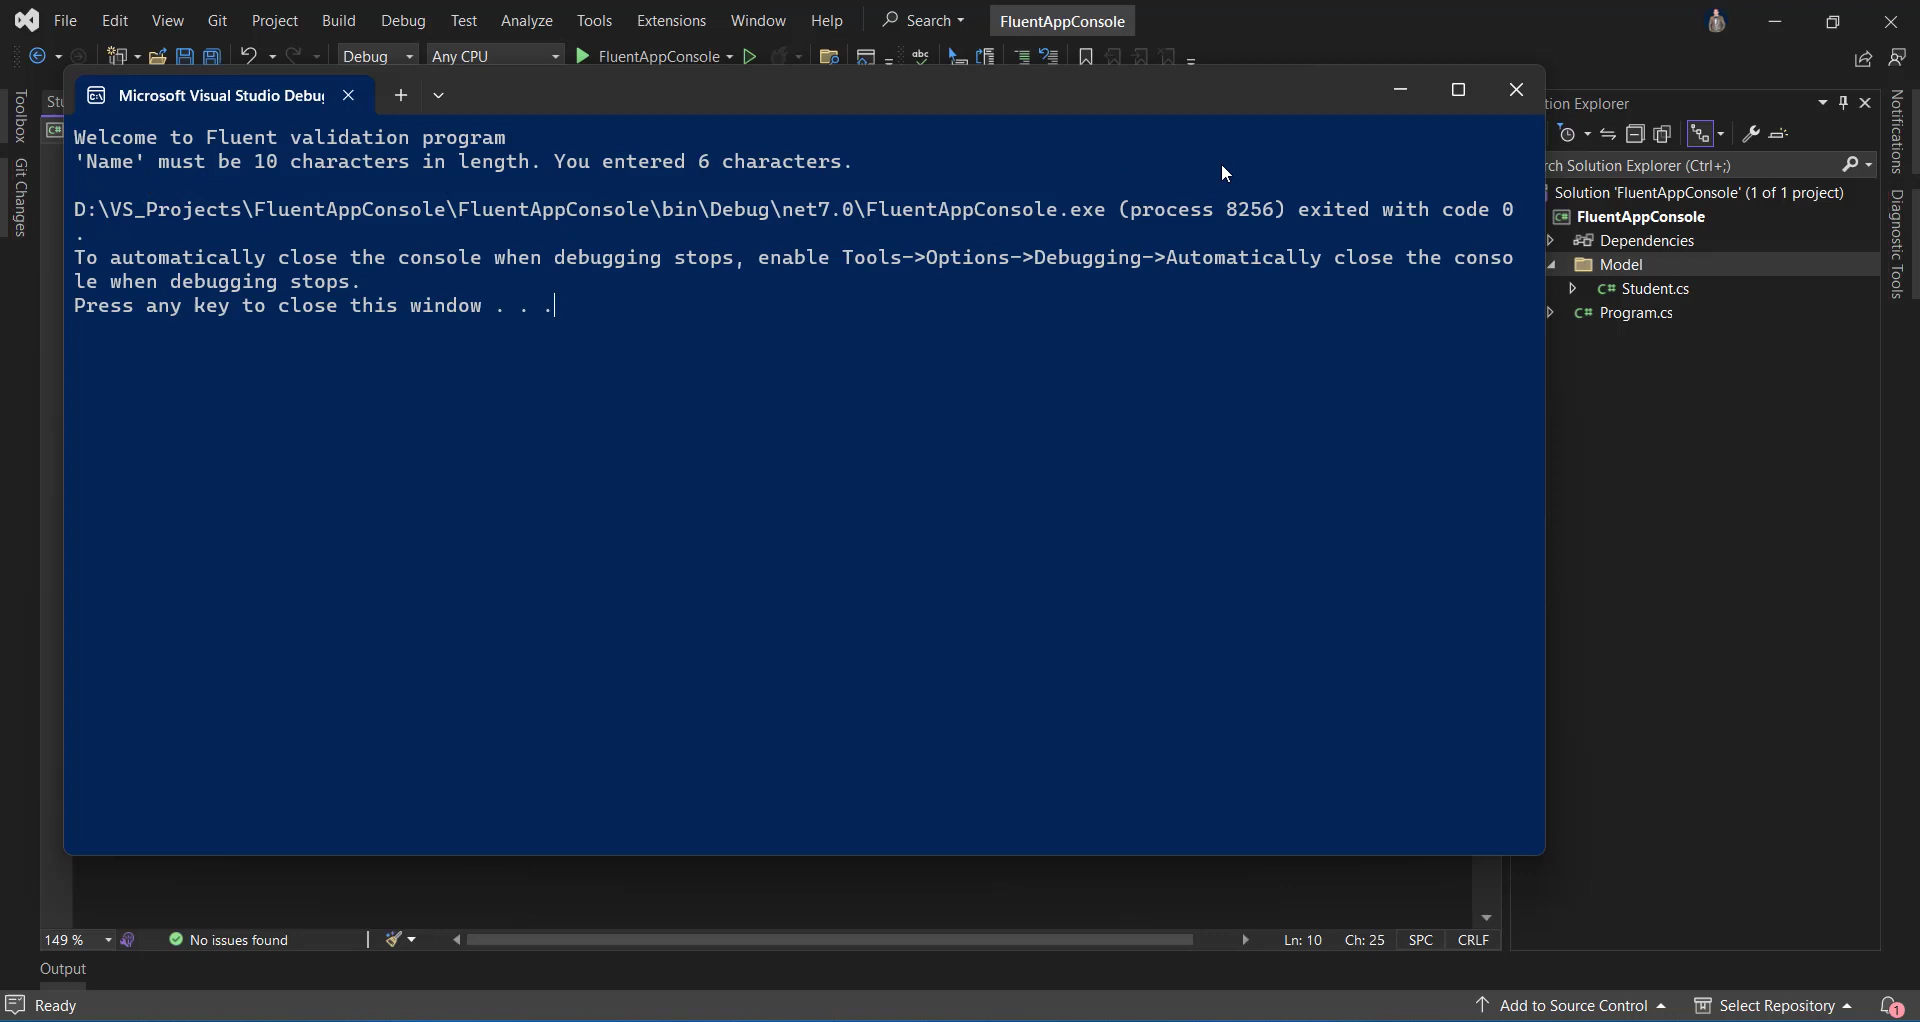 File Edit View Git Project Build Debug Test Analyze Tools Extensions Window Help Search FluentAppConsole
Debug Any CPU FluentAppConsole
Microsoft Visual Studio Debu
Welcome to Fluent validation program
'Name' must be 10 characters in length. You entered 6 characters.
D:\VS_Projects\FluentAppConsole\FluentAppConsole\bin\Debug\net7.0\FluentAppConsole.exe (process 8256) exited with code 0
.
To automatically close the console when debugging stops, enable Tools->Options->Debugging->Automatically close the conso
le when debugging stops.
Press any key to close this window . . .
Toolbox
Git Changes
Stu
C#
tion Explorer
rch Solution Explorer (Ctrl+;)
Solution 'FluentAppConsole' (1 of 1 project)
C# FluentAppConsole
Dependencies
Model
C# Student.cs
C# Program.cs
Notifications
Diagnostic Tools
149 % No issues found Ln: 10 Ch: 25 SPC CRLF
Output
Ready Add to Source Control Select Repository 1